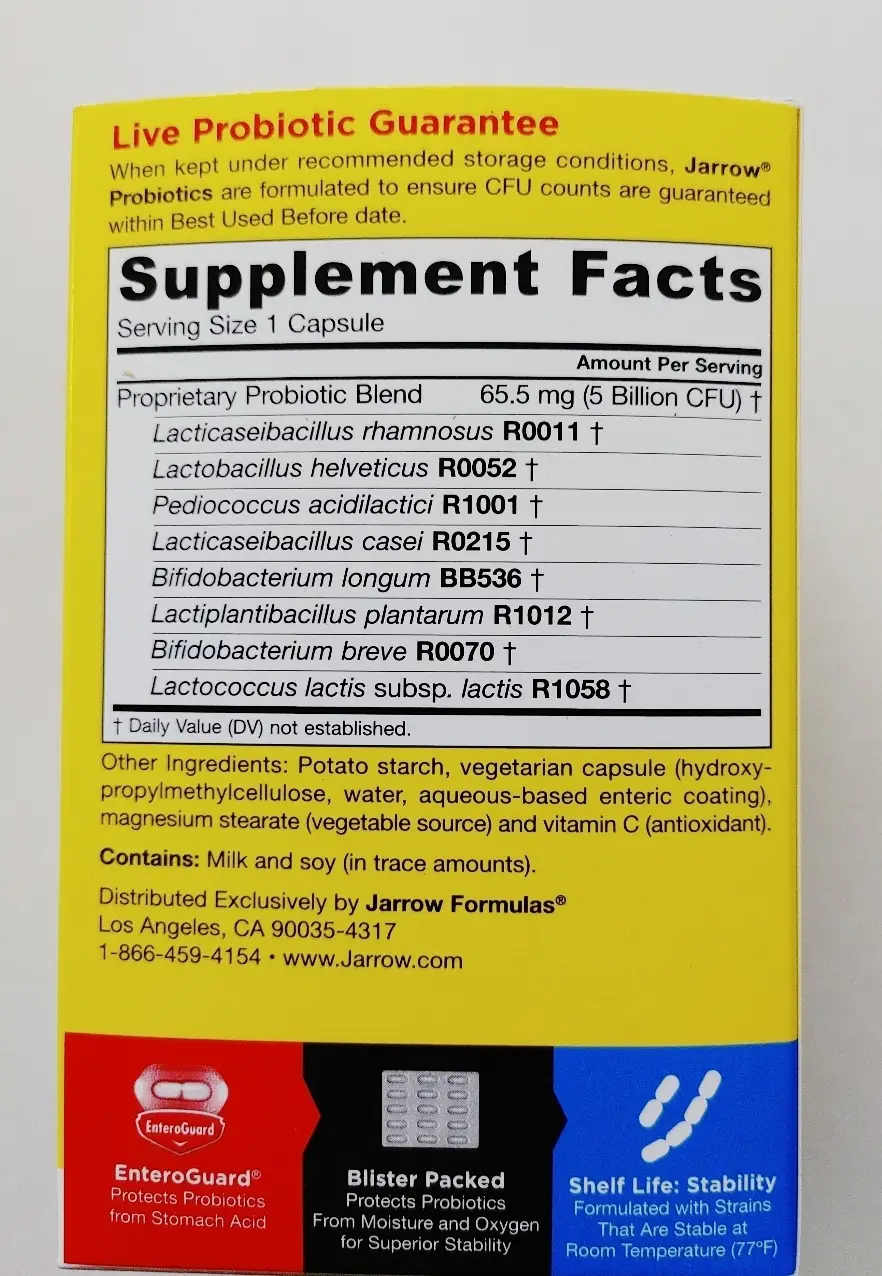 Live Probiotic Guarantee
When kept under recommended storage conditions, Jarrow®
Probiotics are formulated to ensure CFU counts are guaranteed
within Best Used Before date.
Supplement Facts
Serving Size 1 Capsule
Amount Per Serving
Proprietary Probiotic Blend 65.5 mg (5 Billion CFU) †
Lacticaseibacillus rhamnosus R0011 †
Lactobacillus helveticus R0052 †
Pediococcus acidilactici R1001 †
Lacticaseibacillus casei R0215 †
Bifidobacterium longum BB536 †
Lactiplantibacillus plantarum R1012 †
Bifidobacterium breve R0070 †
Lactococcus lactis subsp. lactis R1058 †
† Daily Value (DV) not established.
Other Ingredients: Potato starch, vegetarian capsule (hydroxy-
propylmethylcellulose, water, aqueous-based enteric coating),
magnesium stearate (vegetable source) and vitamin C (antioxidant).
Contains: Milk and soy (in trace amounts).
Distributed Exclusively by Jarrow Formulas®
Los Angeles, CA 90035-4317
1-866-459-4154 • www.Jarrow.com
EnteroGuard
EnteroGuard®
Protects Probiotics
from Stomach Acid
Blister Packed
Protects Probiotics
From Moisture and Oxygen
for Superior Stability
Shelf Life: Stability
Formulated with Strains
That Are Stable at
Room Temperature (77ºF)